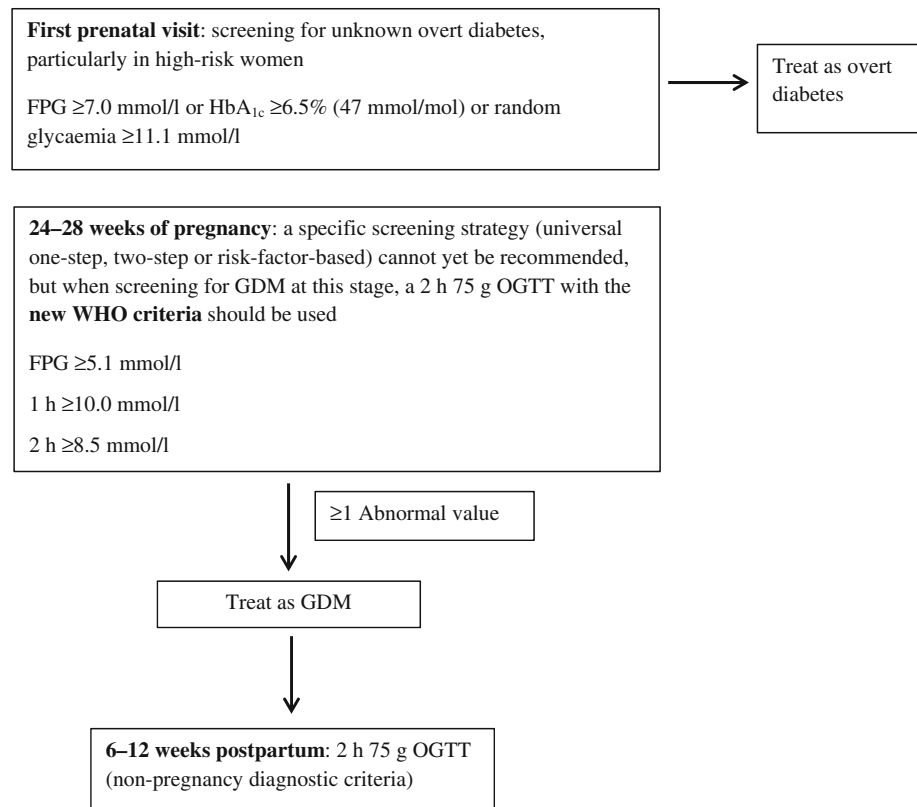 First prenatal visit: screening for unknown overt diabetes,
particularly in high-risk women
FPG ≥7.0 mmol/l or HbA1c ≥6.5% (47 mmol/mol) or random
glycaemia ≥11.1 mmol/l
Treat as overt
diabetes
24–28 weeks of pregnancy: a specific screening strategy (universal
one-step, two-step or risk-factor-based) cannot yet be recommended,
but when screening for GDM at this stage, a 2 h 75 g OGTT with the
new WHO criteria should be used
FPG ≥5.1 mmol/l
1 h ≥10.0 mmol/l
2 h ≥8.5 mmol/l
≥1 Abnormal value
Treat as GDM
6–12 weeks postpartum: 2 h 75 g OGTT
(non-pregnancy diagnostic criteria)